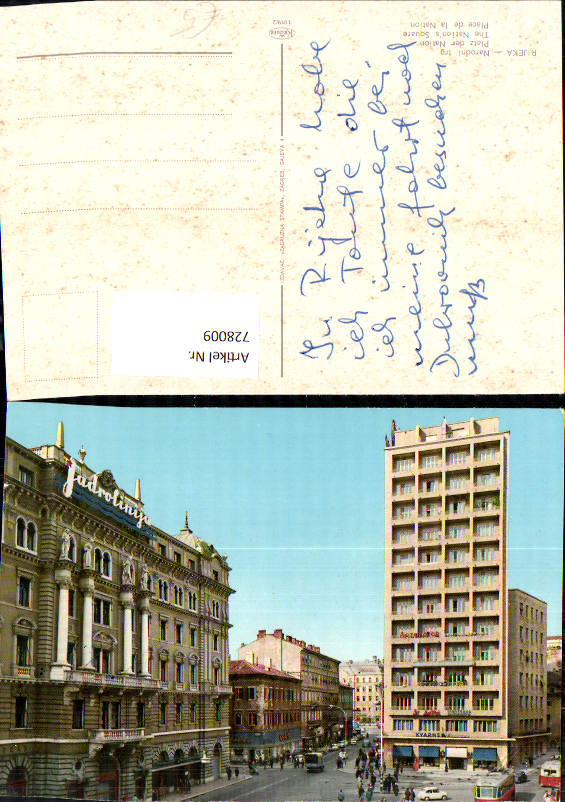 RIJEKA — Narodni trg
Platz der Nation
The Nation's Square
Place de la Nation
In Rijeka habe
ich Tante die
ich immer bei
meine fahrt nach
Dubrovnik besuchen
muß
Artikel Nr.
728009
Jadrolinija
KVARNER